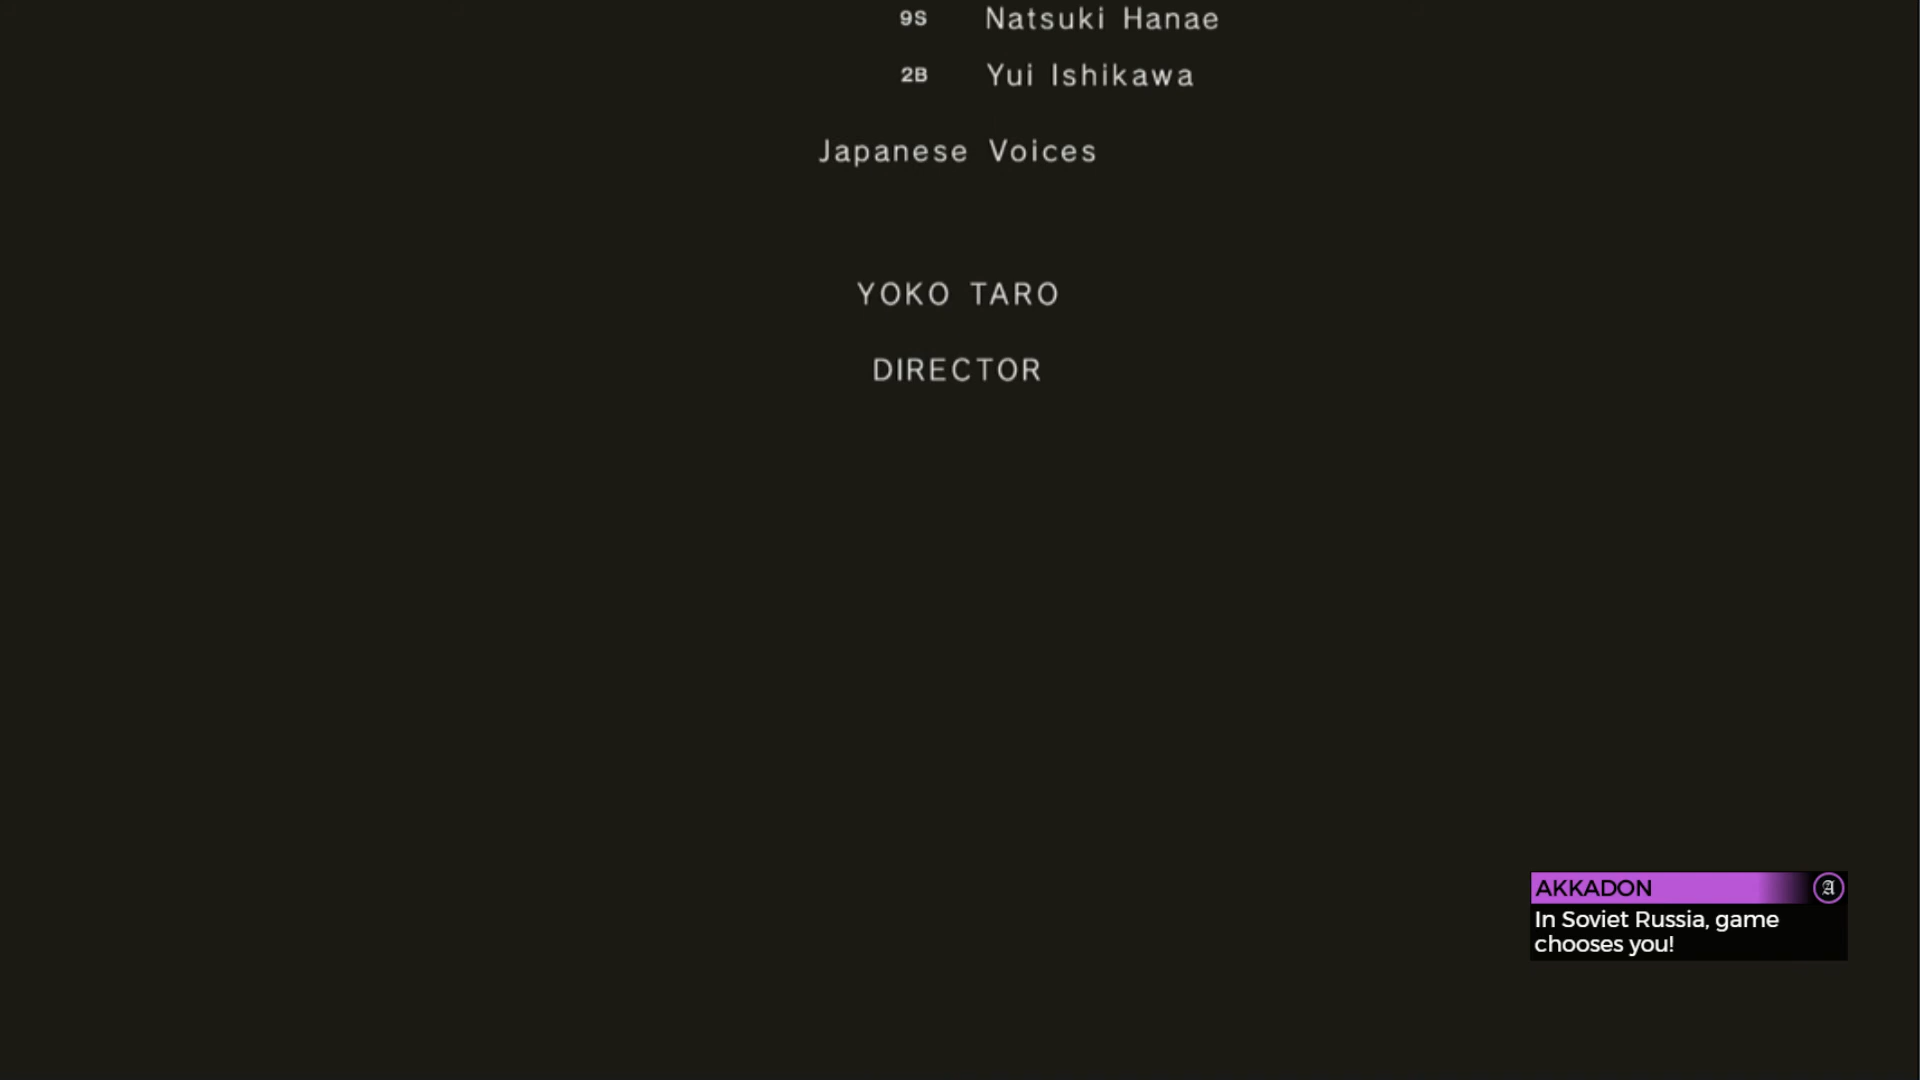 9S Natsuki Hanae
2B Yui Ishikawa
Japanese Voices
YOKO TARO
DIRECTOR
AKKADON
In Soviet Russia, game
chooses you!